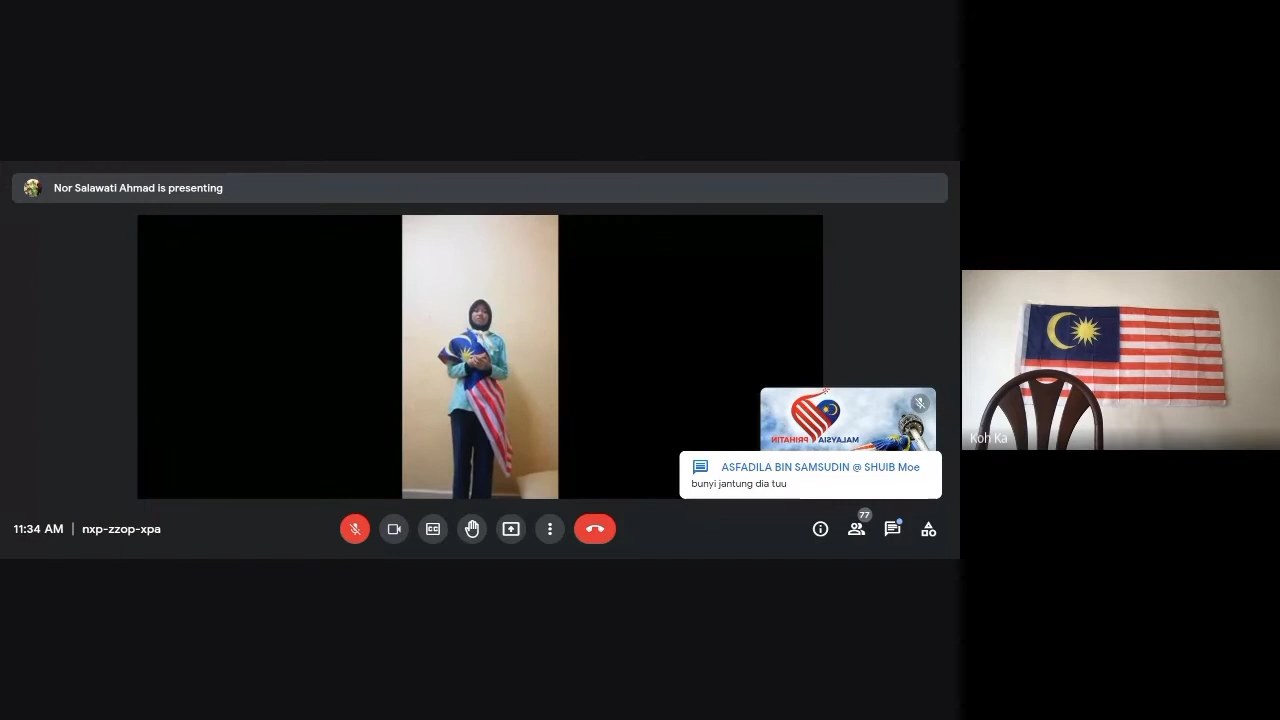 Nor Salawati Ahmad is presenting
MALAYSIA PRIHATIN
ASFADILA BIN SAMSUDIN @ SHUIB Moe
bunyi jantung dia tuu
Koh Ka
77
11:34 AM | nxp-zzop-xpa
CC